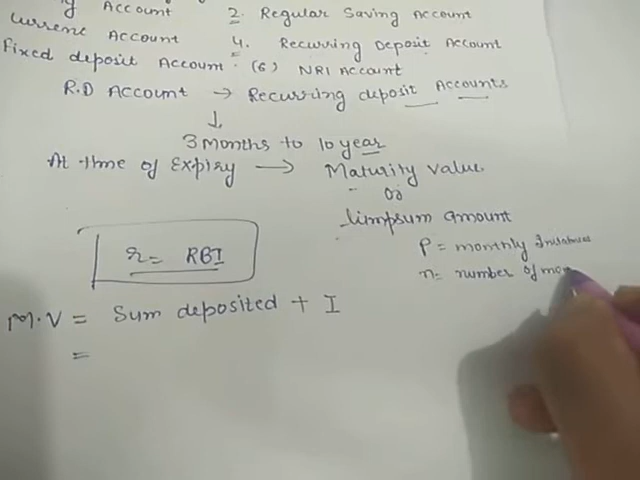 Account 2. Regular Saving Account
Current Account 4. Recurring Deposit Account
Fixed deposit Account. (6) NRI Account
R.D Account → Recurring deposit Accounts
↓
3 Months to 10 year
At time of Expiry → Maturity value
or
limpsum amount
r = RBI
P = monthly
n = number of mon
M.V = Sum deposited + I
=